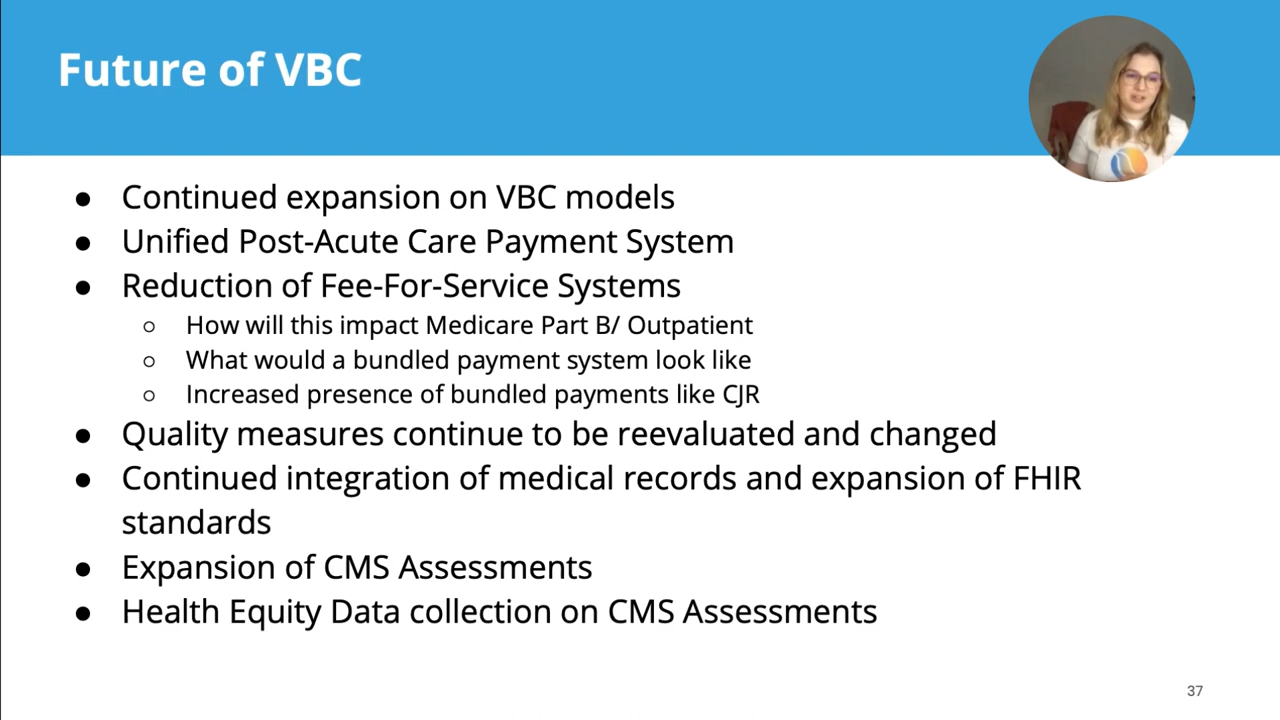 Future of VBC
● Continued expansion on VBC models
● Unified Post-Acute Care Payment System
● Reduction of Fee-For-Service Systems
○ How will this impact Medicare Part B/ Outpatient
○ What would a bundled payment system look like
○ Increased presence of bundled payments like CJR
● Quality measures continue to be reevaluated and changed
● Continued integration of medical records and expansion of FHIR
standards
● Expansion of CMS Assessments
● Health Equity Data collection on CMS Assessments
37